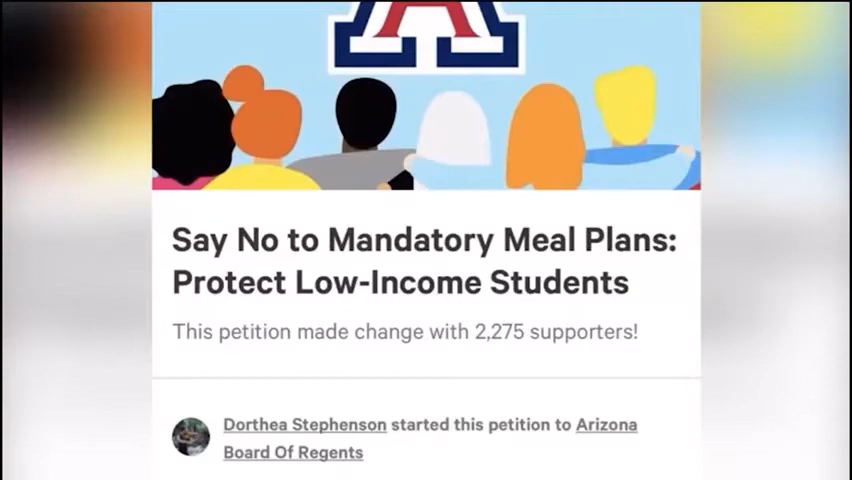 A
Say No to Mandatory Meal Plans:
Protect Low-Income Students
This petition made change with 2,275 supporters!
Dorthea Stephenson started this petition to Arizona
Board Of Regents